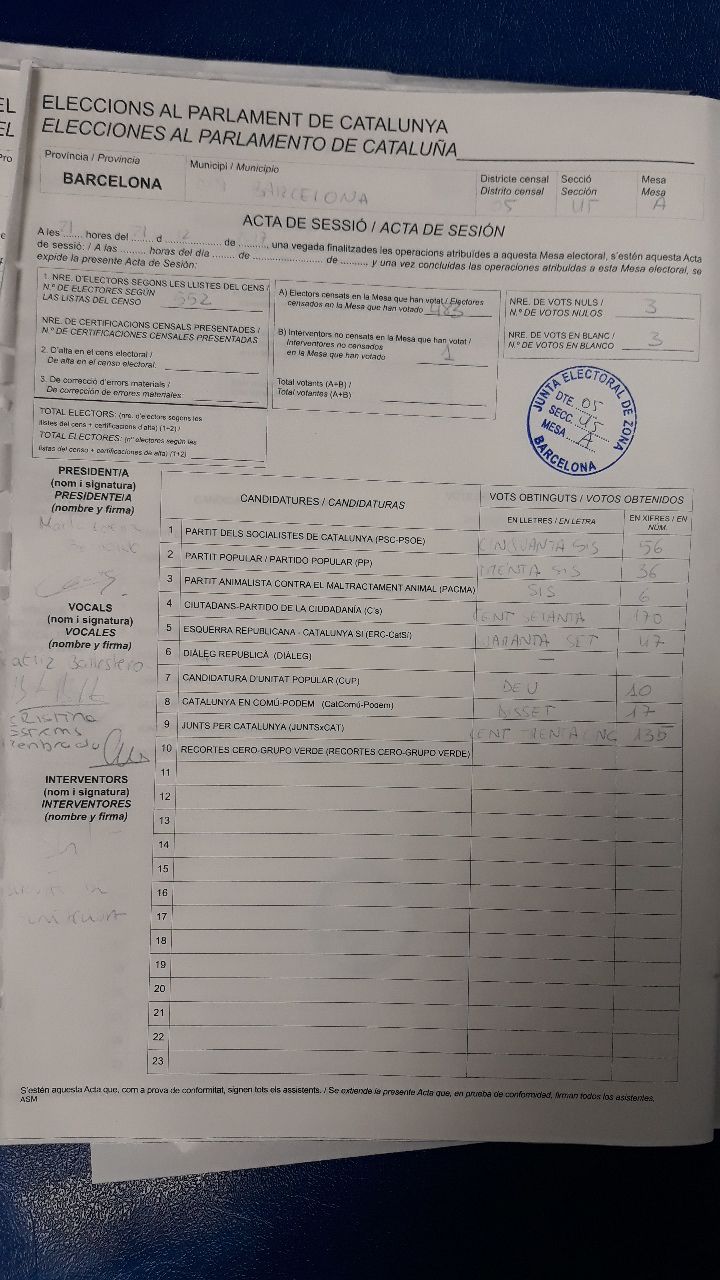 ELECCIONS AL PARLAMENT DE CATALUNYA
ELECCIONES AL PARLAMENTO DE CATALUÑA
Província / Provincia
BARCELONA
Municipi / Municipio
BARCELONA
Districte censal
Distrito censal
05
Secció
Sección
Mesa
Mesa
A
ACTA DE SESSIÓ / ACTA DE SESIÓN
A les 21 hores del 21 d 12 de 17, una vegada finalitzades les operacions atribuïdes a aquesta Mesa electoral, s'estén aquesta Acta
de sessió: / A las ......... horas del día ........ de ........................ de .......... y una vez concluidas las operaciones atribuidas a esta Mesa electoral, se
expide la presente Acta de Sesión:
1. NRE. D'ELECTORS SEGONS LES LLISTES DEL CENS /
N.º DE ELECTORES SEGÚN
LAS LISTAS DEL CENSO 552
NRE. DE CERTIFICACIONS CENSALS PRESENTADES /
N.º DE CERTIFICACIONES CENSALES PRESENTADAS
2. D'alta en el cens electoral /
De alta en el censo electoral:
3. De correcció d'errors materials /
De corrección de errores materiales
TOTAL ELECTORS: (nre. d'electors segons les
llistes del cens + certificacions d'alta) (1+2) /
TOTAL ELECTORES: (nº electores según las
listas del censo + certificaciones de alta) (1+2)
A) Electors censats en la Mesa que han votat / Electores
censados en la Mesa que han votado 483
B) Interventors no censats en la Mesa que han votat /
Interventores no censados
en la Mesa que han votado 1
Total votants (A+B) /
Total votantes (A+B)
NRE. DE VOTS NULS /
N.º DE VOTOS NULOS 3
NRE. DE VOTS EN BLANC /
N.º DE VOTOS EN BLANCO 3
JUNTA ELECTORAL DE ZONA
DTE. 05
SECC.
MESA A
BARCELONA
PRESIDENT/A
(nom i signatura)
PRESIDENTE/A
(nombre y firma)
VOCALS
(nom i signatura)
VOCALES
(nombre y firma)
Ballestero
CRISTINA
INTERVENTORS
(nom i signatura)
INTERVENTORES
(nombre y firma)
CANDIDATURES / CANDIDATURAS
VOTS OBTINGUTS / VOTOS OBTENIDOS
EN LLETRES / EN LETRA
EN XIFRES / EN NÚM.
1 PARTIT DELS SOCIALISTES DE CATALUNYA (PSC-PSOE) CINQUANTA SIS 56
2 PARTIT POPULAR / PARTIDO POPULAR (PP) TRENTA SIS 36
3 PARTIT ANIMALISTA CONTRA EL MALTRACTAMENT ANIMAL (PACMA) SIS 6
4 CIUTADANS-PARTIDO DE LA CIUDADANÍA (C's) CENT SETANTA 170
5 ESQUERRA REPUBLICANA - CATALUNYA SÍ (ERC-CatSí) QUARANTA SET 47
6 DIÀLEG REPUBLICÀ (DIÀLEG) —
7 CANDIDATURA D'UNITAT POPULAR (CUP) DEU 10
8 CATALUNYA EN COMÚ-PODEM (CatComú-Podem) DISSET 17
9 JUNTS PER CATALUNYA (JUNTSxCAT) CENT TRENTA CINC 135
10 RECORTES CERO-GRUPO VERDE (RECORTES CERO-GRUPO VERDE)
11
12
13
14
15
16
17
18
19
20
21
22
23
S'estén aquesta Acta que, com a prova de conformitat, signen tots els assistents. / Se extiende la presente Acta que, en prueba de conformidad, firman todos los asistentes.
ASM